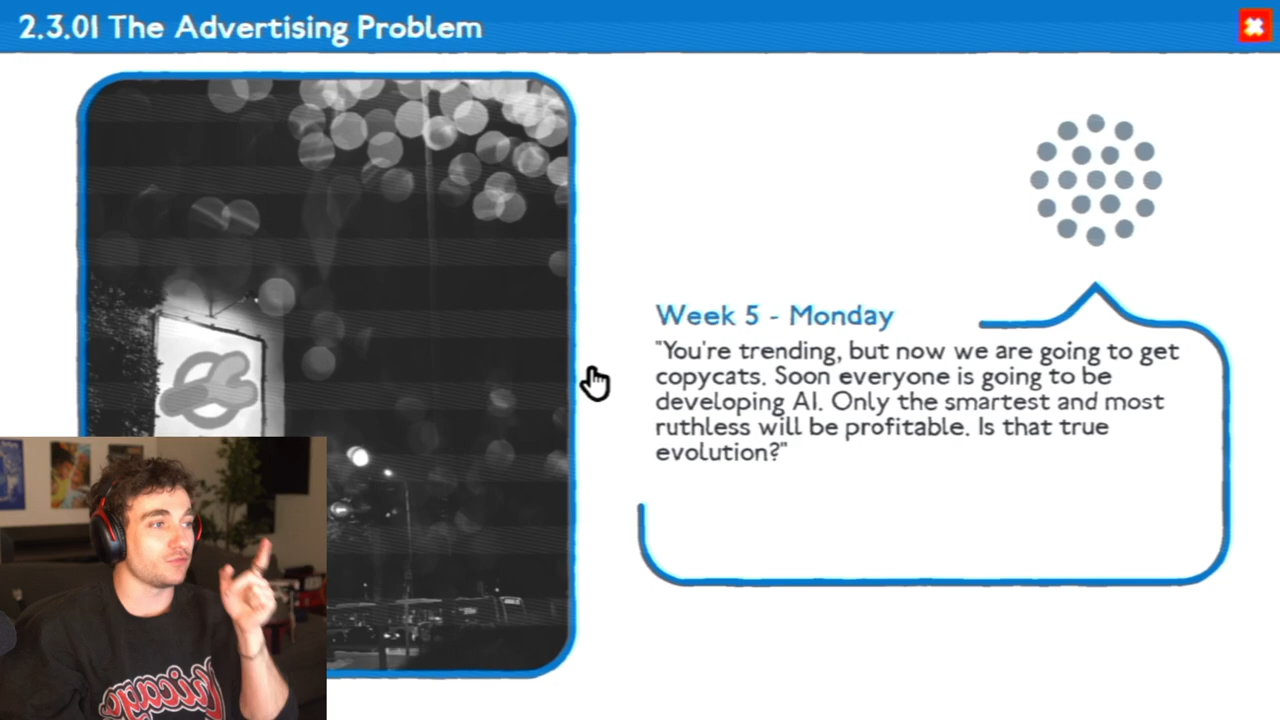 2.3.01 The Advertising Problem
Week 5 - Monday
"You're trending, but now we are going to get
copycats. Soon everyone is going to be
developing AI. Only the smartest and most
ruthless will be profitable. Is that true
evolution?"
Chicago